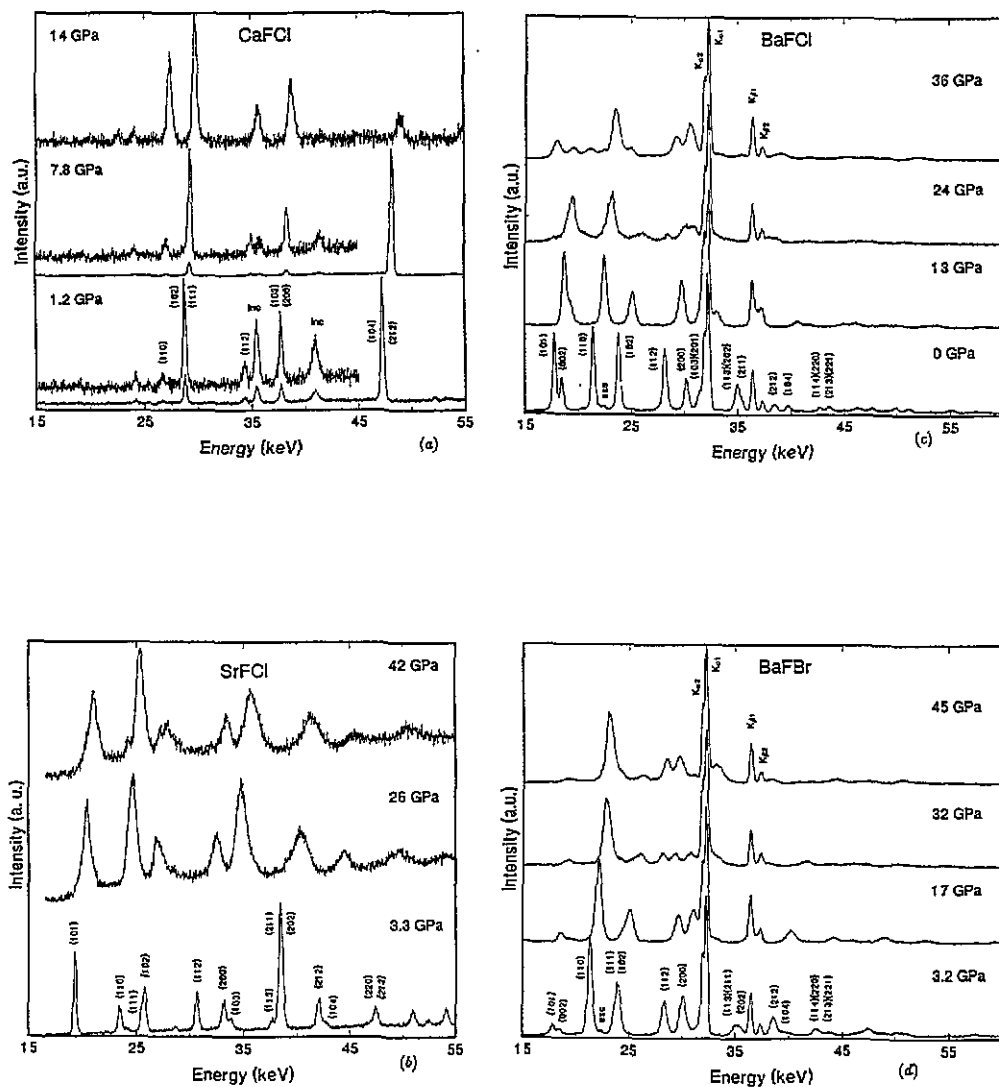 14 GPa
CaFCl
7.8 GPa
1.2 GPa
(110)
(102)
(111)
(112)
Inc
(103)
(200)
Inc
(104)
(212)
Intensity (a.u.)
15 25 35 45 55
Energy (keV)
(a)
BaFCl
Kα2
Kα1
Kβ1
Kβ2
36 GPa
24 GPa
13 GPa
0 GPa
(101)
(002)
(110)
esc
(102)
(112)
(200)
(103)(201)
(113)(202)
(211)
(212)
(104)
(114)(220)
(213)(221)
Intensity (a.u.)
15 25 35 45 55
Energy (keV)
(c)
SrFCl
42 GPa
26 GPa
3.3 GPa
(101)
(110)
(111)
(102)
(112)
(200)
(103)
(113)
(211)
(202)
(212)
(104)
(220)
Intensity (a. u.)
15 25 35 45 55
Energy (keV)
(b)
BaFBr
Kα2
Kα1
Kβ1
Kβ2
45 GPa
32 GPa
17 GPa
3.2 GPa
(101)
(002)
(110)
esc
(111)
(102)
(112)
(200)
(113)(211)
(202)
(212)
(104)
(114)(220)
(213)(221)
Intensity (a.u.)
15 25 35 45 55
Energy (keV)
(d)